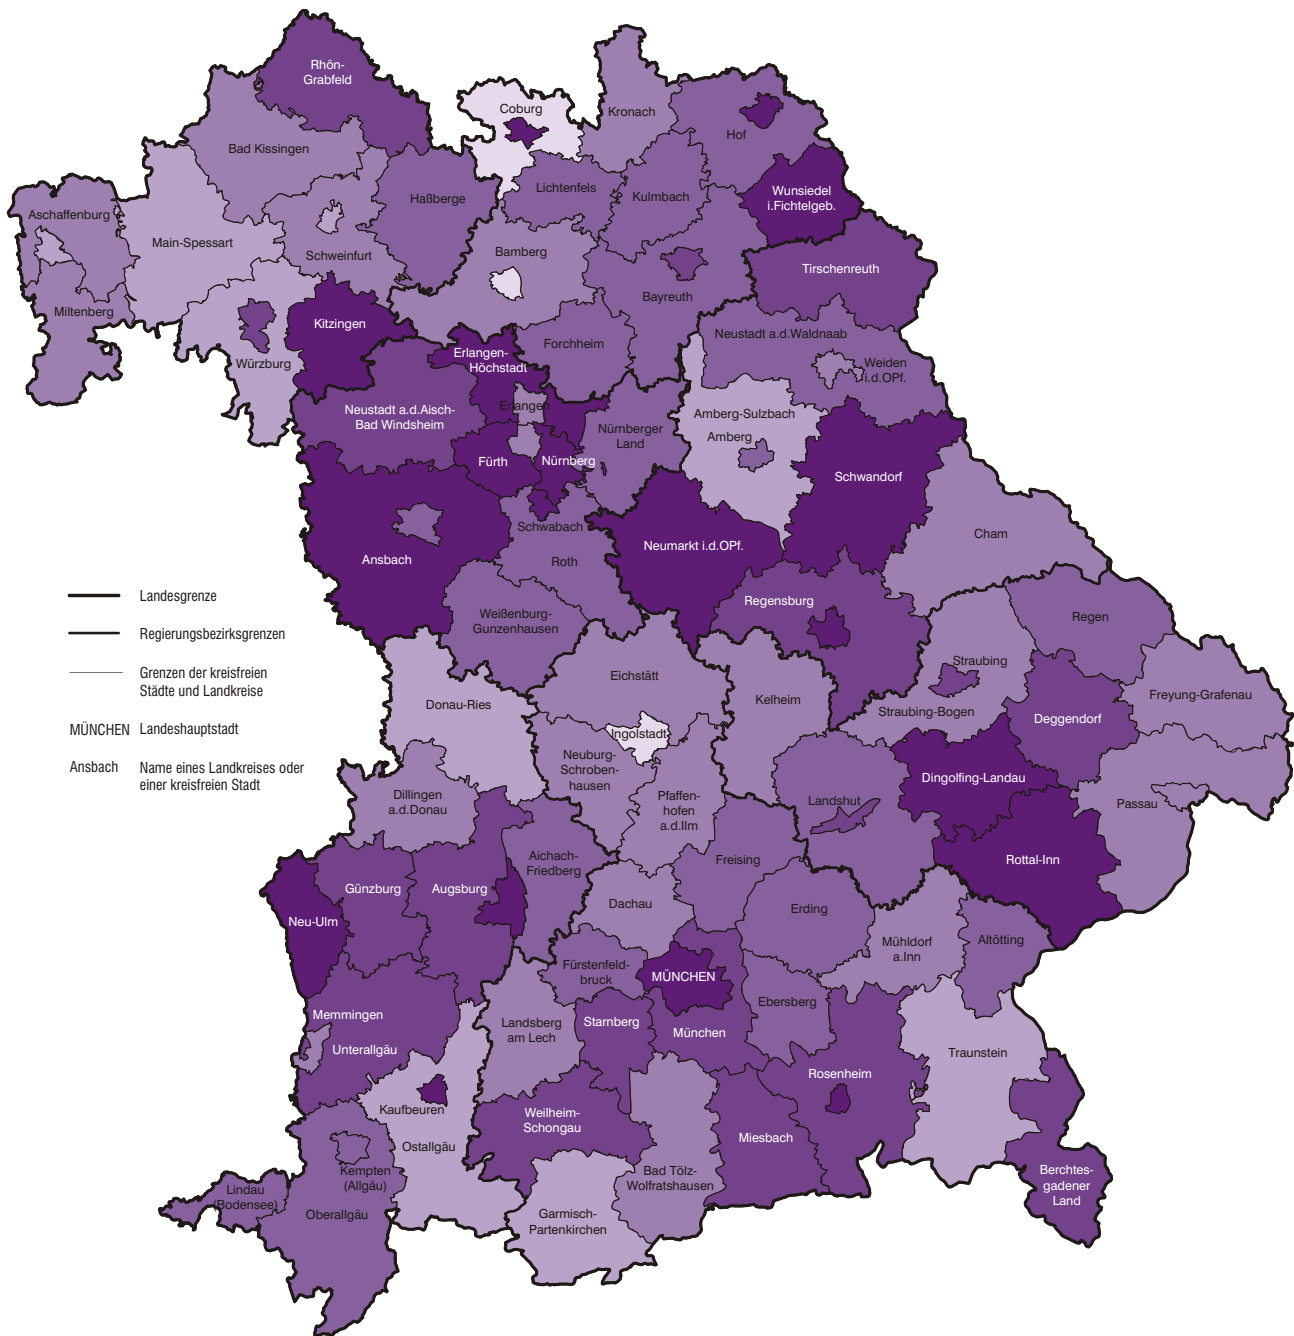 Rhön-
Grabfeld
Coburg
Kronach
Hof
Bad Kissingen
Wunsiedel
i.Fichtelgeb.
Lichtenfels
Kulmbach
Haßberge
Aschaffenburg
Main-Spessart
Schweinfurt
Bamberg
Tirschenreuth
Bayreuth
Miltenberg
Kitzingen
Neustadt a.d.Waldnaab
Forchheim
Erlangen-
Höchstadt
Würzburg
Weiden
i.d.OPf.
Erlangen
Neustadt a.d.Aisch-
Bad Windsheim
Amberg-Sulzbach
Amberg
Nürnberger
Land
Fürth
Nürnberg
Schwandorf
Schwabach
Cham
Neumarkt i.d.OPf.
Ansbach
Roth
Landesgrenze
Regensburg
Weißenburg-
Gunzenhausen
Regen
Regierungsbezirksgrenzen
Straubing
Grenzen der kreisfreien
Städte und Landkreise
Eichstätt
Freyung-Grafenau
Kelheim
Donau-Ries
Straubing-Bogen
Deggendorf
MÜNCHEN
Landeshauptstadt
Ingolstadt
Ansbach
Name eines Landkreises oder
einer kreisfreien Stadt
Neuburg-
Schroben-
hausen
Dingolfing-Landau
Dillingen
a.d.Donau
Pfaffen-
hofen
a.d.Ilm
Landshut
Passau
Aichach-
Friedberg
Freising
Rottal-Inn
Günzburg
Augsburg
Dachau
Erding
Neu-Ulm
Mühldorf
a.Inn
Altötting
Fürstenfeld-
bruck
MÜNCHEN
Ebersberg
Memmingen
Landsberg
am Lech
Starnberg
München
Unterallgäu
Traunstein
Rosenheim
Kaufbeuren
Weilheim-
Schongau
Miesbach
Ostallgäu
Kempten
(Allgäu)
Bad Tölz-
Wolfratshausen
Berchtes-
gadener
Land
Lindau
(Bodensee)
Oberallgäu
Garmisch-
Partenkirchen